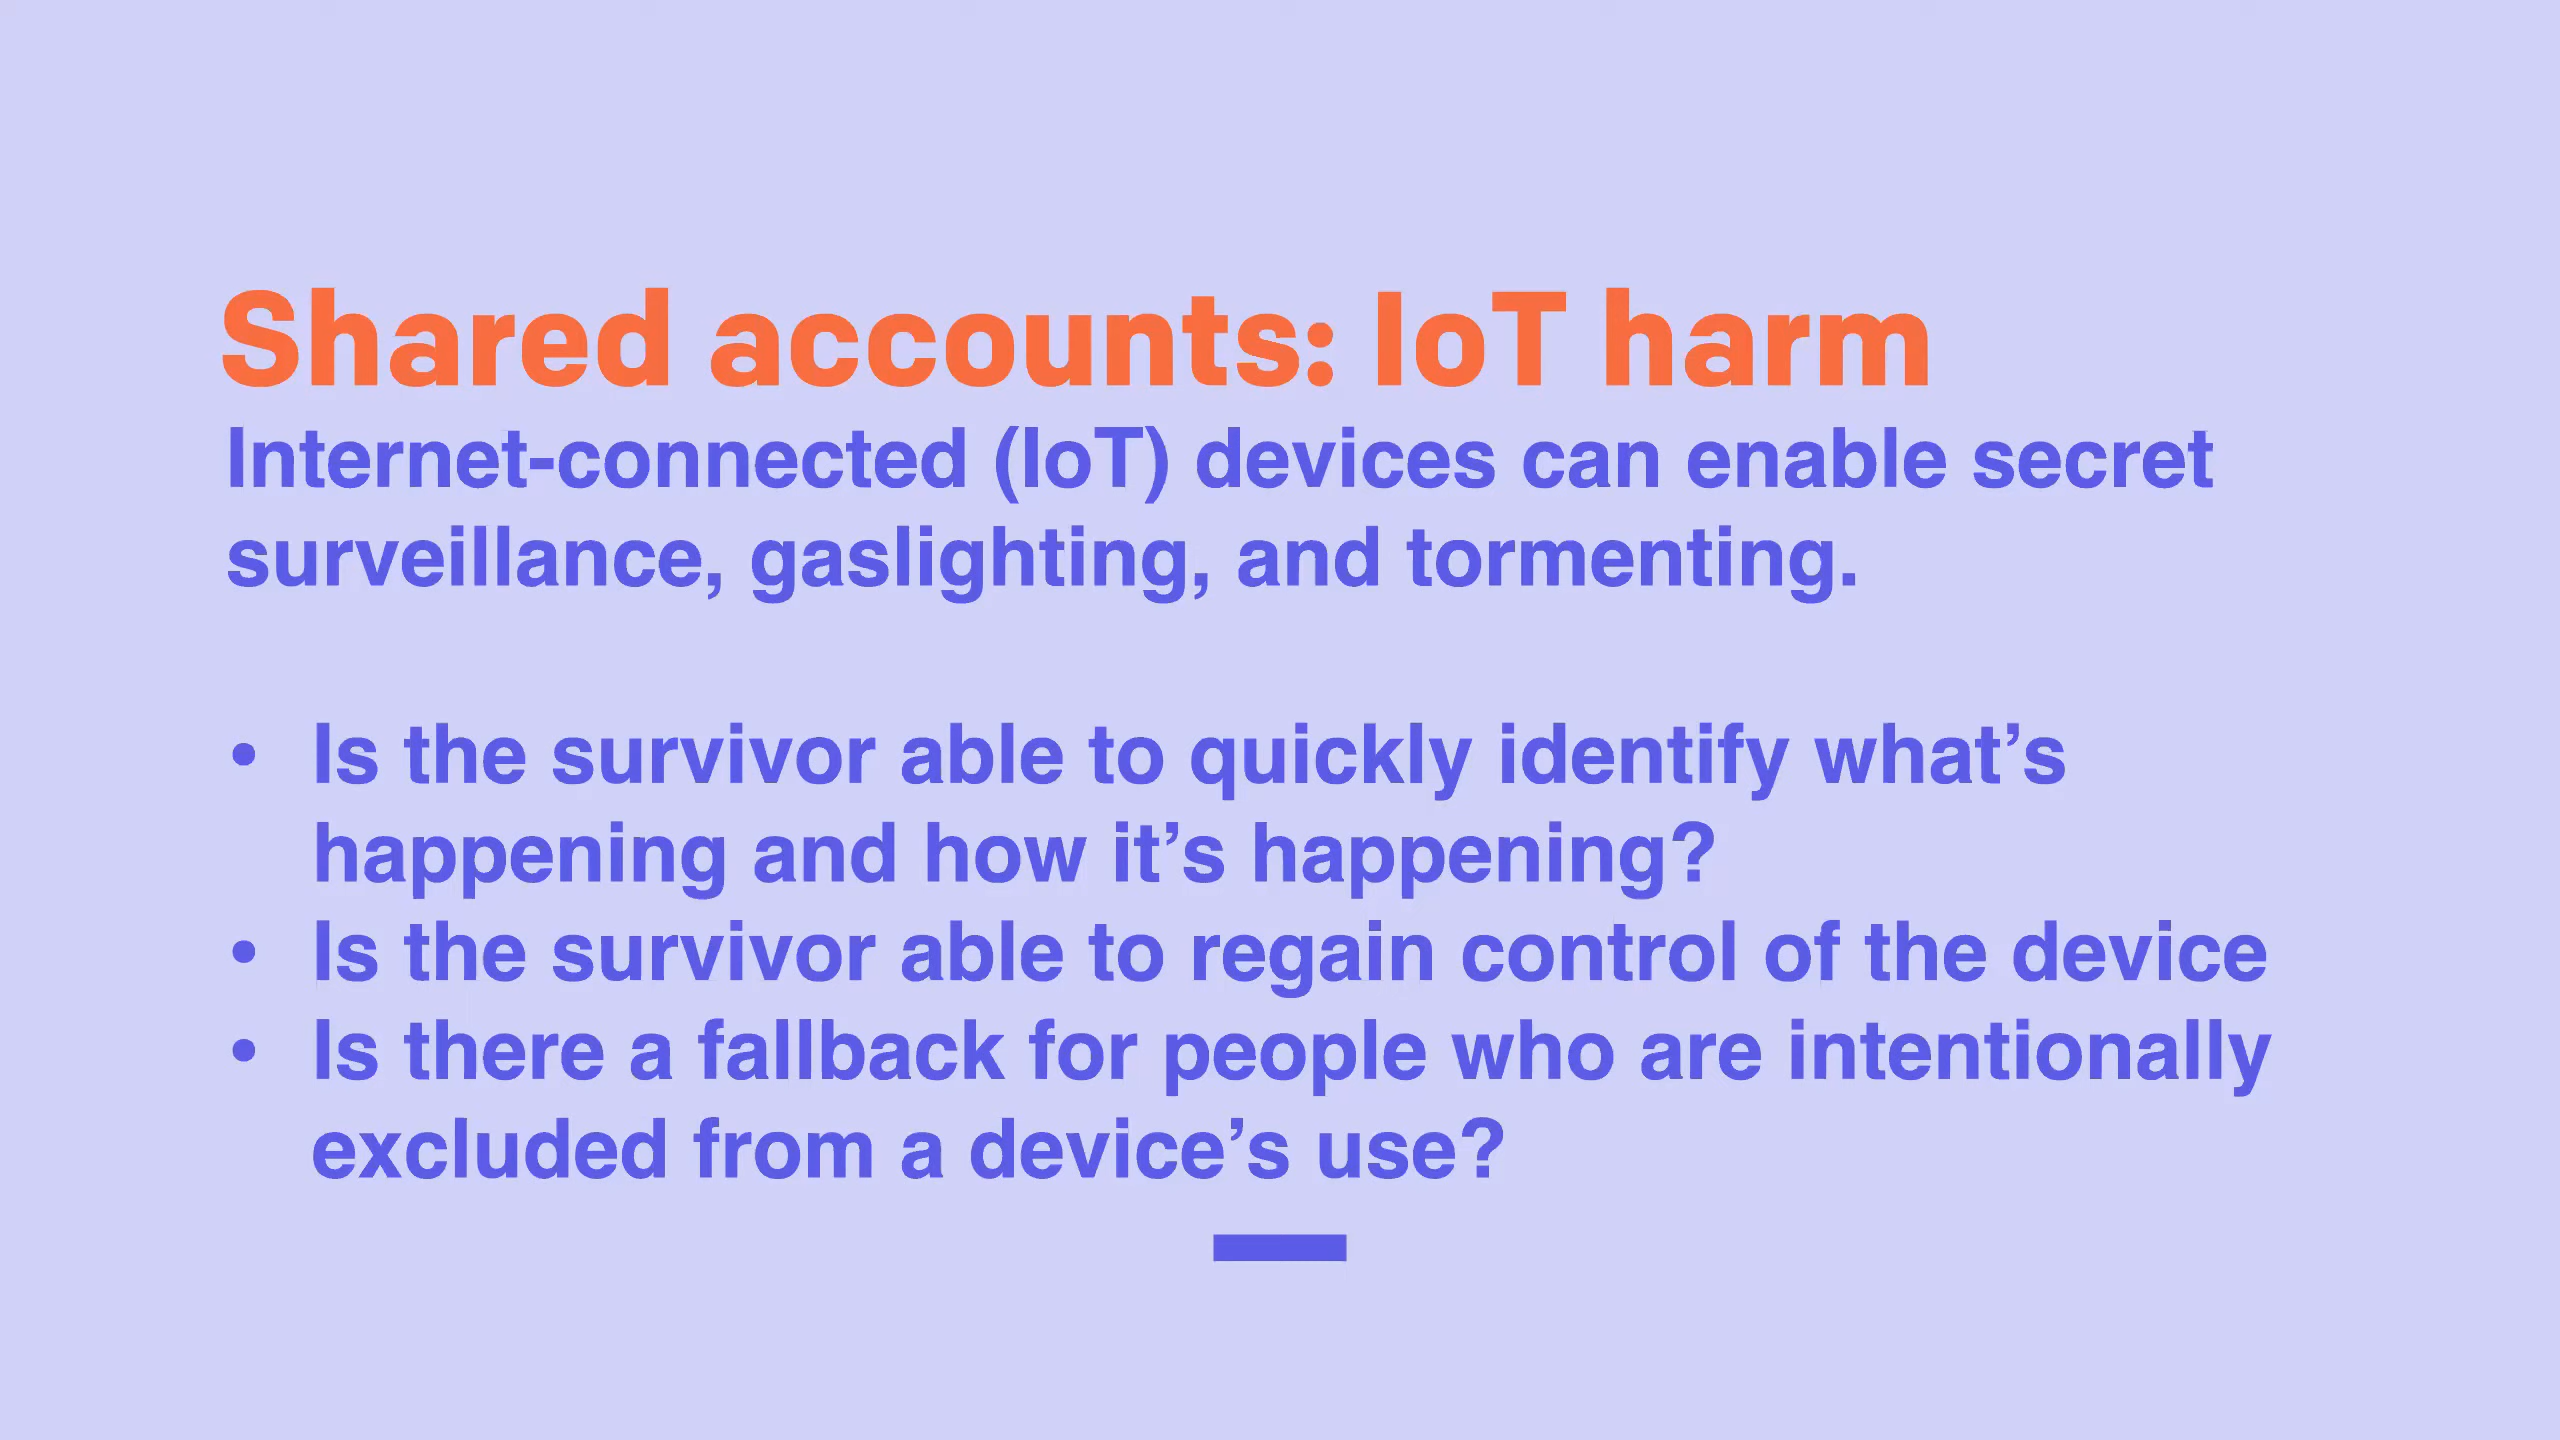 Shared accounts: IoT harm
Internet-connected (IoT) devices can enable secret
surveillance, gaslighting, and tormenting.
• Is the survivor able to quickly identify what’s
happening and how it’s happening?
• Is the survivor able to regain control of the device
• Is there a fallback for people who are intentionally
excluded from a device’s use?